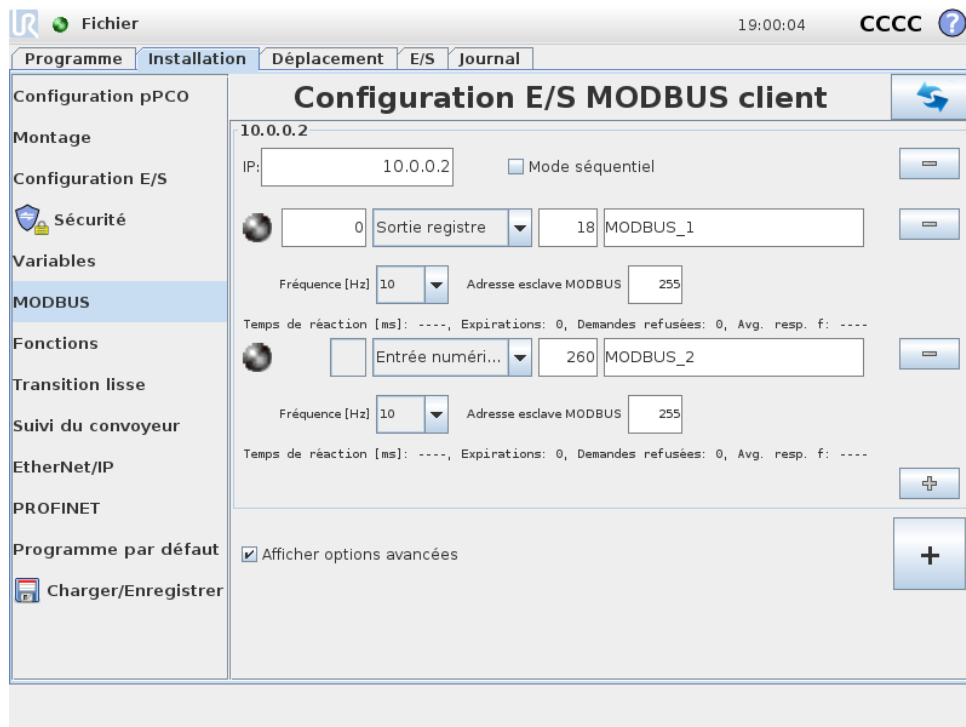 UR Fichier 19:00:04 CCCC ?
Programme Installation Déplacement E/S Journal
Configuration pPCO
Montage
Configuration E/S
Sécurité
Variables
MODBUS
Fonctions
Transition lisse
Suivi du convoyeur
EtherNet/IP
PROFINET
Programme par défaut
Charger/Enregistrer
Configuration E/S MODBUS client
10.0.0.2
IP: 10.0.0.2 Mode séquentiel
0 Sortie registre 18 MODBUS_1
Fréquence [Hz] 10 Adresse esclave MODBUS 255
Temps de réaction [ms]: ----, Expirations: 0, Demandes refusées: 0, Avg. resp. f: ----
Entrée numéri... 260 MODBUS_2
Fréquence [Hz] 10 Adresse esclave MODBUS 255
Temps de réaction [ms]: ----, Expirations: 0, Demandes refusées: 0, Avg. resp. f: ----
Afficher options avancées